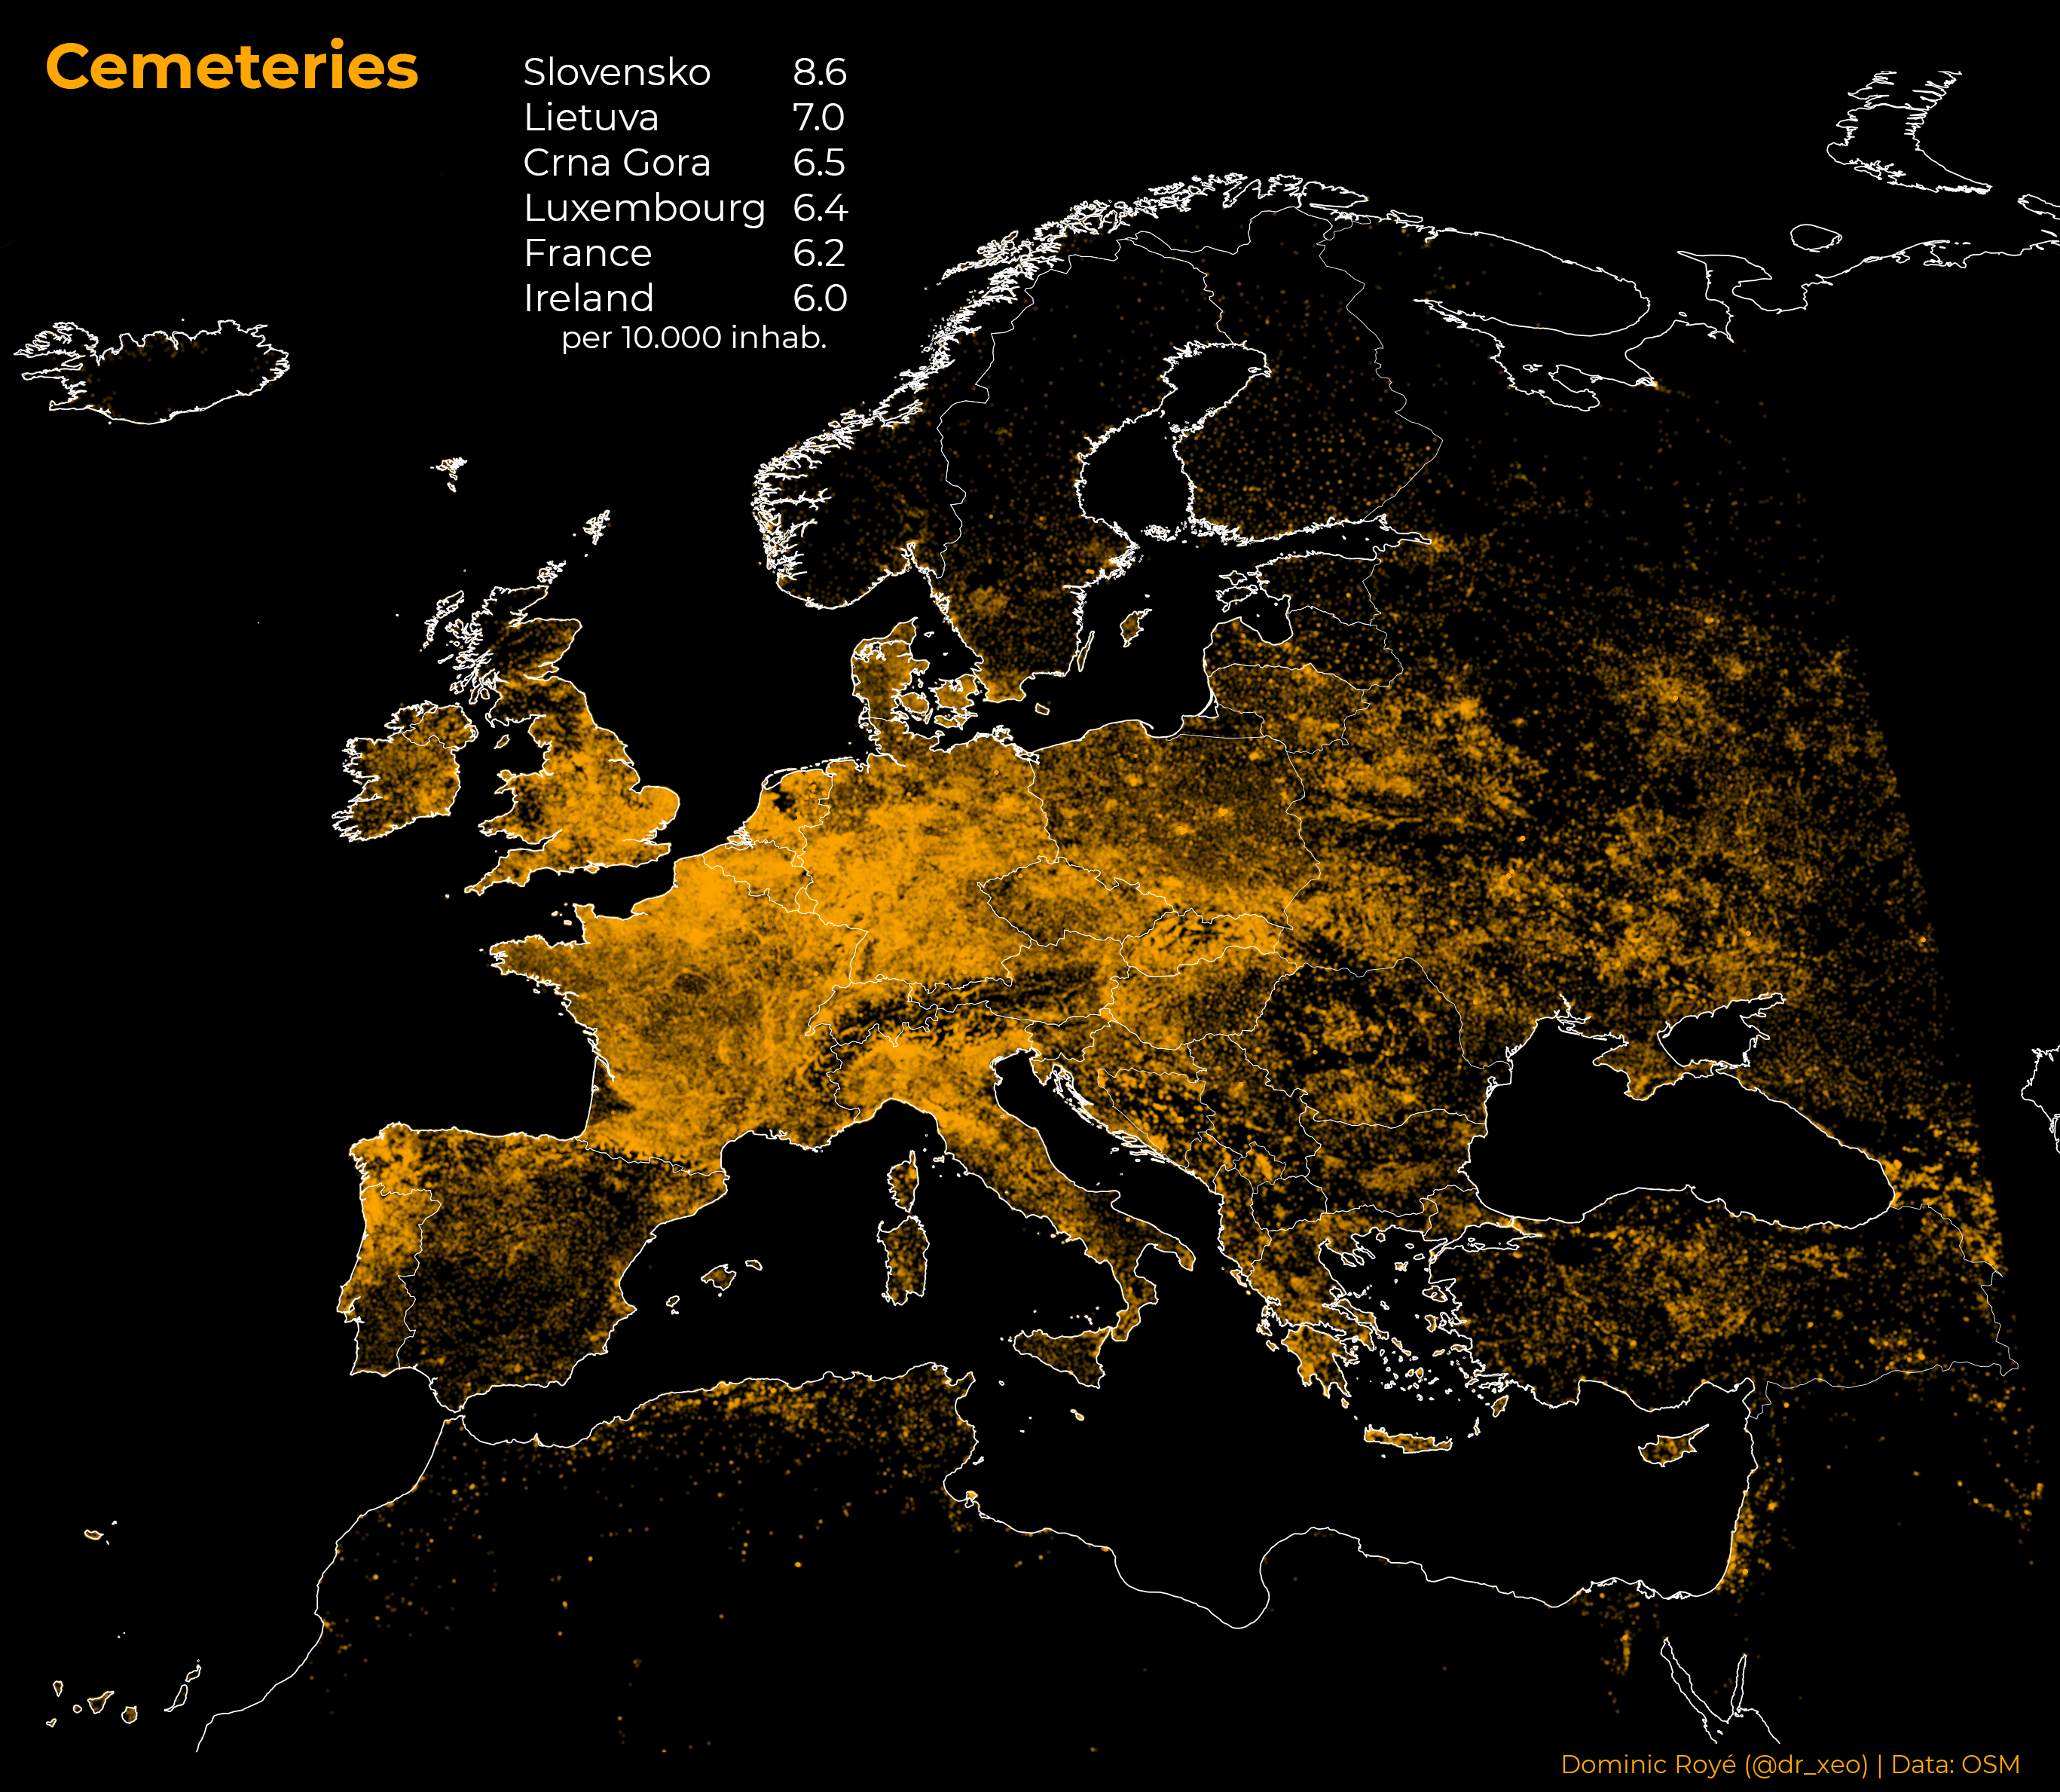 Cemeteries
Slovensko 8.6
Lietuva 7.0
Crna Gora 6.5
Luxembourg 6.4
France 6.2
Ireland 6.0
per 10.000 inhab.
Dominic Royé (@dr_xeo) | Data: OSM